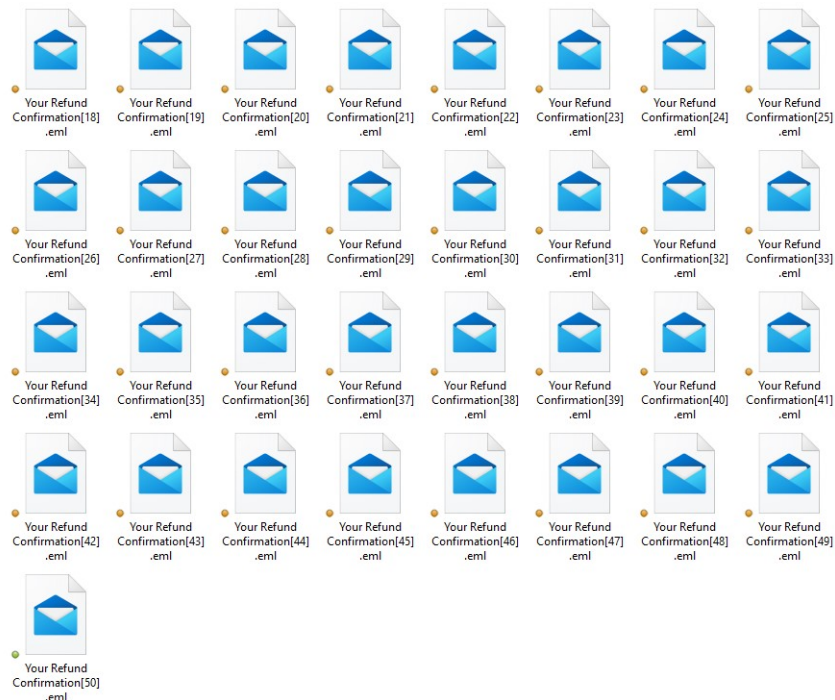 Your Refund Confirmation[18].eml
Your Refund Confirmation[19].eml
Your Refund Confirmation[20].eml
Your Refund Confirmation[21].eml
Your Refund Confirmation[22].eml
Your Refund Confirmation[23].eml
Your Refund Confirmation[24].eml
Your Refund Confirmation[25].eml
Your Refund Confirmation[26].eml
Your Refund Confirmation[27].eml
Your Refund Confirmation[28].eml
Your Refund Confirmation[29].eml
Your Refund Confirmation[30].eml
Your Refund Confirmation[31].eml
Your Refund Confirmation[32].eml
Your Refund Confirmation[33].eml
Your Refund Confirmation[34].eml
Your Refund Confirmation[35].eml
Your Refund Confirmation[36].eml
Your Refund Confirmation[37].eml
Your Refund Confirmation[38].eml
Your Refund Confirmation[39].eml
Your Refund Confirmation[40].eml
Your Refund Confirmation[41].eml
Your Refund Confirmation[42].eml
Your Refund Confirmation[43].eml
Your Refund Confirmation[44].eml
Your Refund Confirmation[45].eml
Your Refund Confirmation[46].eml
Your Refund Confirmation[47].eml
Your Refund Confirmation[48].eml
Your Refund Confirmation[49].eml
Your Refund Confirmation[50].eml